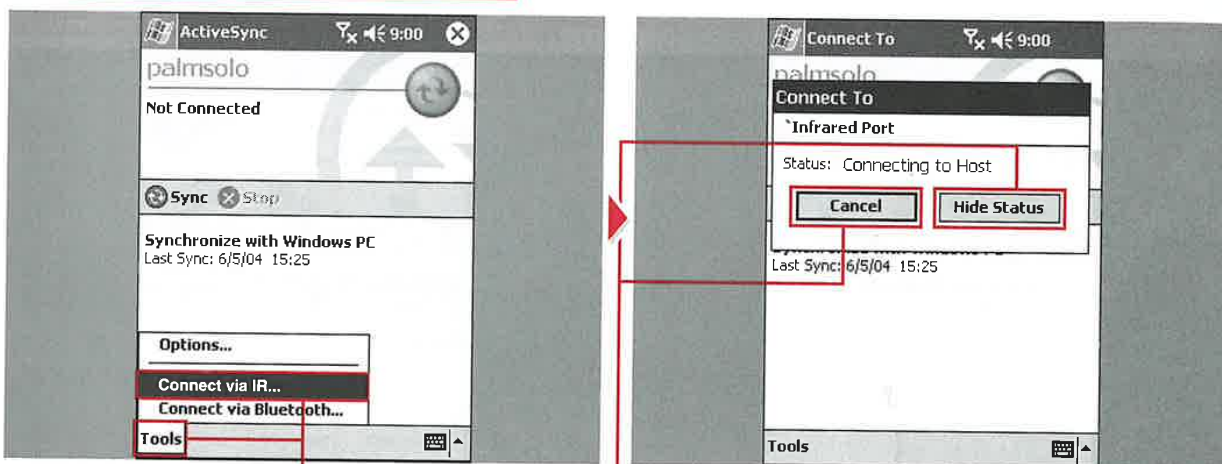 ActiveSync 9:00
palmsolo
Not Connected
Sync Stop
Synchronize with Windows PC
Last Sync: 6/5/04 15:25
Options...
Connect via IR...
Connect via Bluetooth...
Tools
Connect To 9:00
palmsolo
Connect To
`Infrared Port
Status: Connecting to Host
Cancel Hide Status
Last Sync: 6/5/04 15:25
Tools